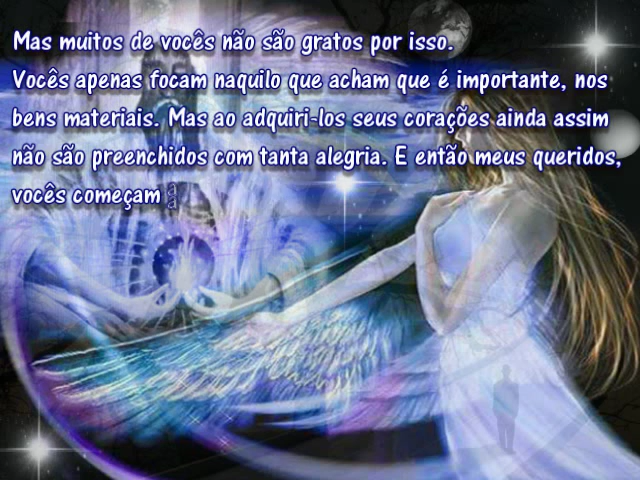 Mas muitos de vocês não são gratos por isso.
Vocês apenas focam naquilo que acham que é importante, nos
bens materiais. Mas ao adquiri-los seus corações ainda assim
não são preenchidos com tanta alegria. E então meus queridos,
vocês começam